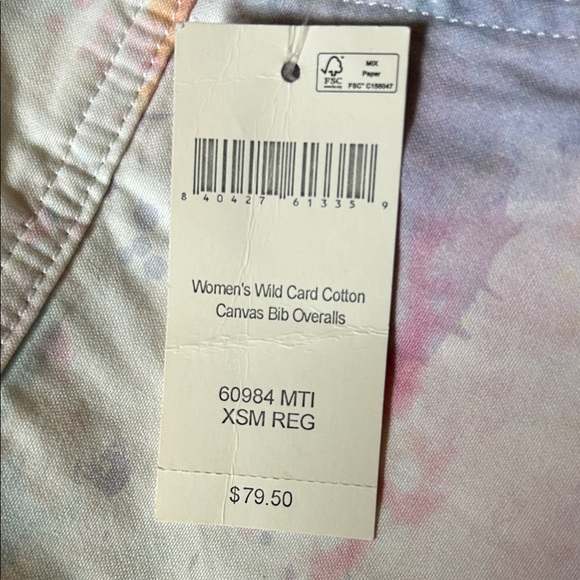 MIX
Paper
FSC
FSC® C158047
8 40427 61335 9
Women's Wild Card Cotton
Canvas Bib Overalls
60984 MTI
XSM REG
$79.50